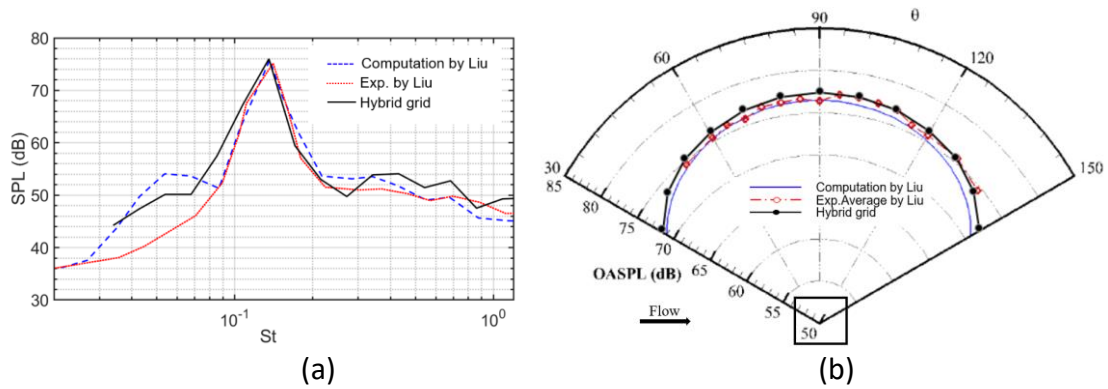 80
70
60
50
40
30
SPL (dB)
10-1
100
St
Computation by Liu
Exp. by Liu
Hybrid grid
(a)
90
θ
60
120
30
150
85
80
75
70
65
60
55
50
OASPL (dB)
Flow
Computation by Liu
Exp.Average by Liu
Hybrid grid
(b)